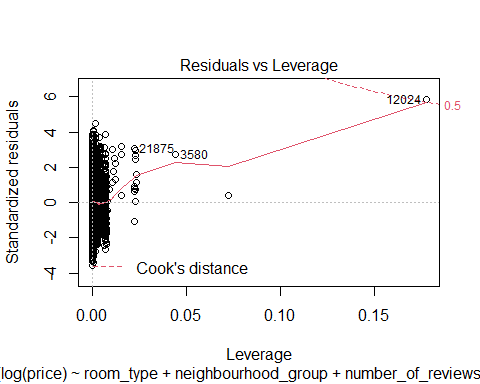 Residuals vs Leverage
Standardized residuals
6
4
2
0
-2
-4
12024
0.5
21875
3580
Cook's distance
0.00
0.05
0.10
0.15
Leverage
log(price) ~ room_type + neighbourhood_group + number_of_reviews